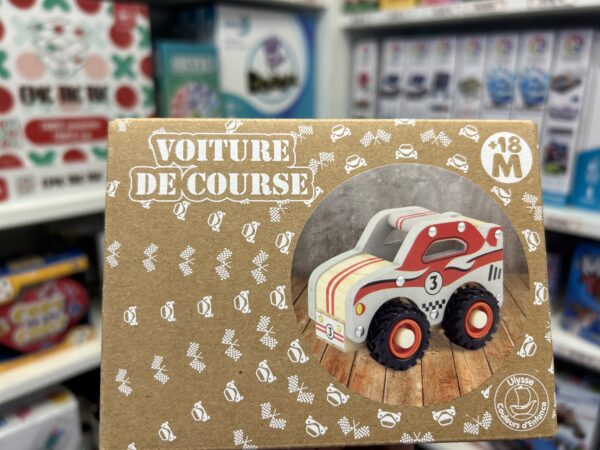 VOITURE
DE COURSE
+18
M
3
3
Ulysse
Couleurs d'Enfance